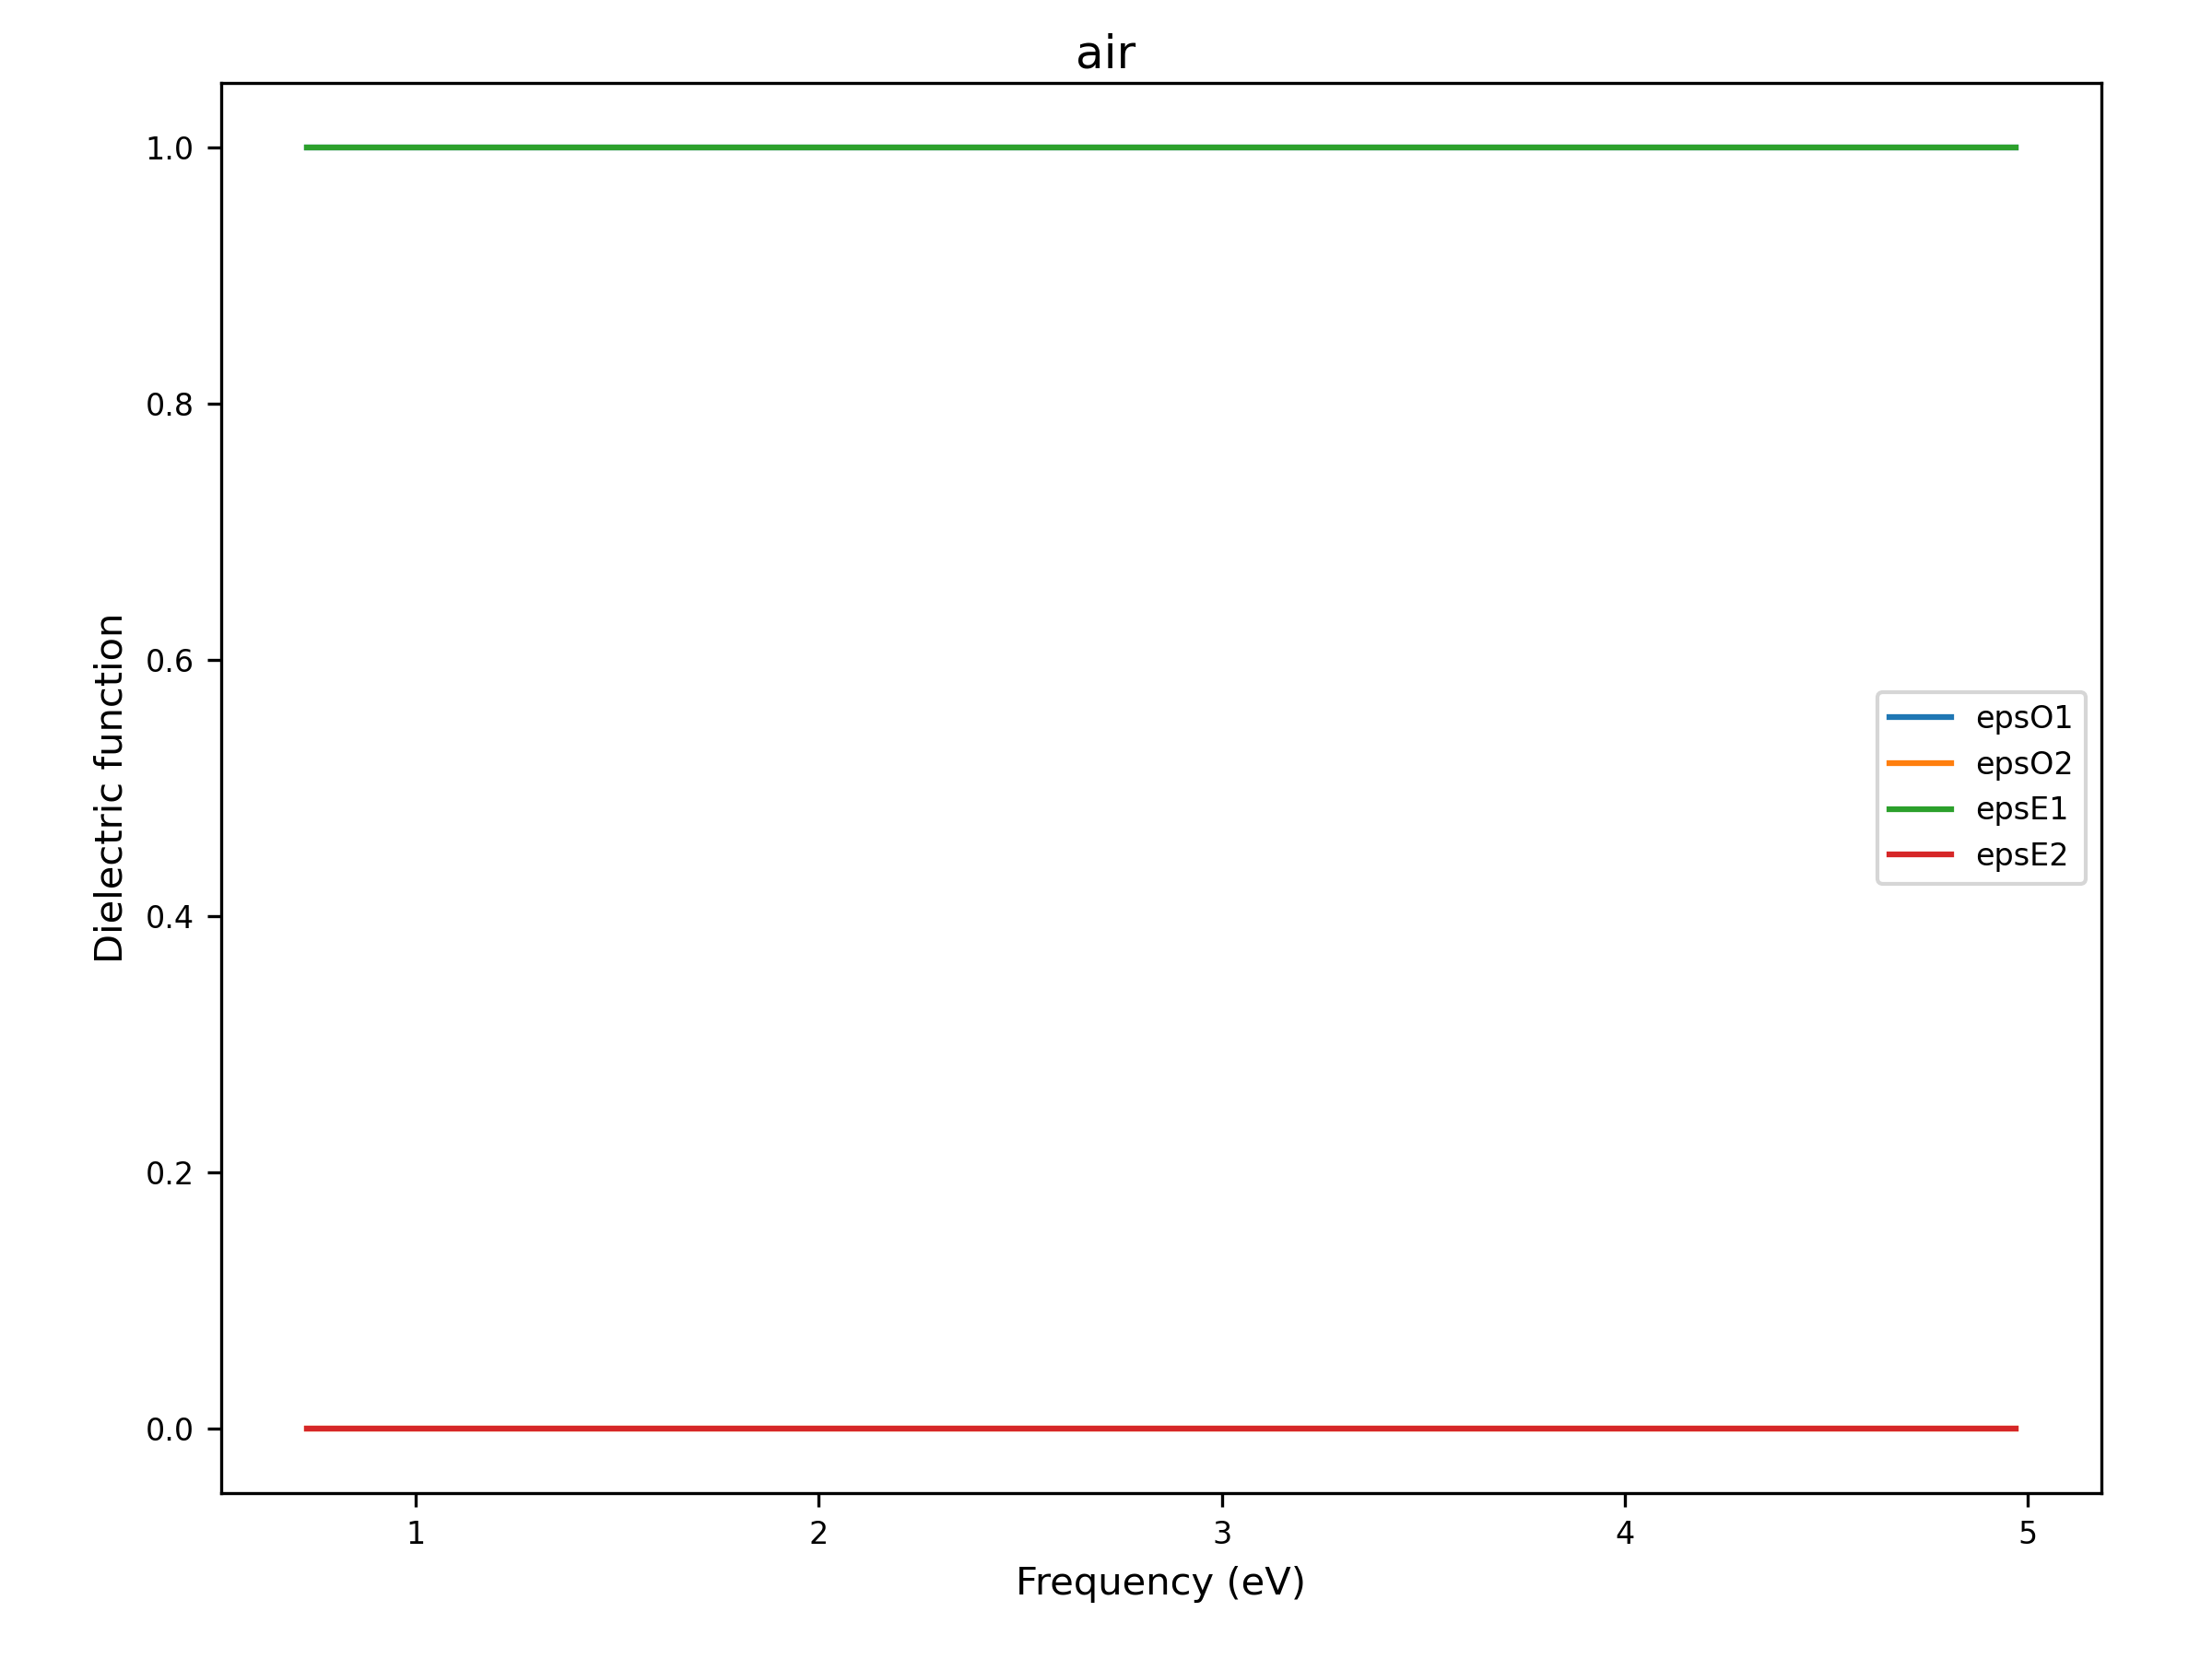 air
1.0
0.8
0.6
0.4
0.2
0.0
Dielectric function
epsO1
epsO2
epsE1
epsE2
1 2 3 4 5
Frequency (eV)